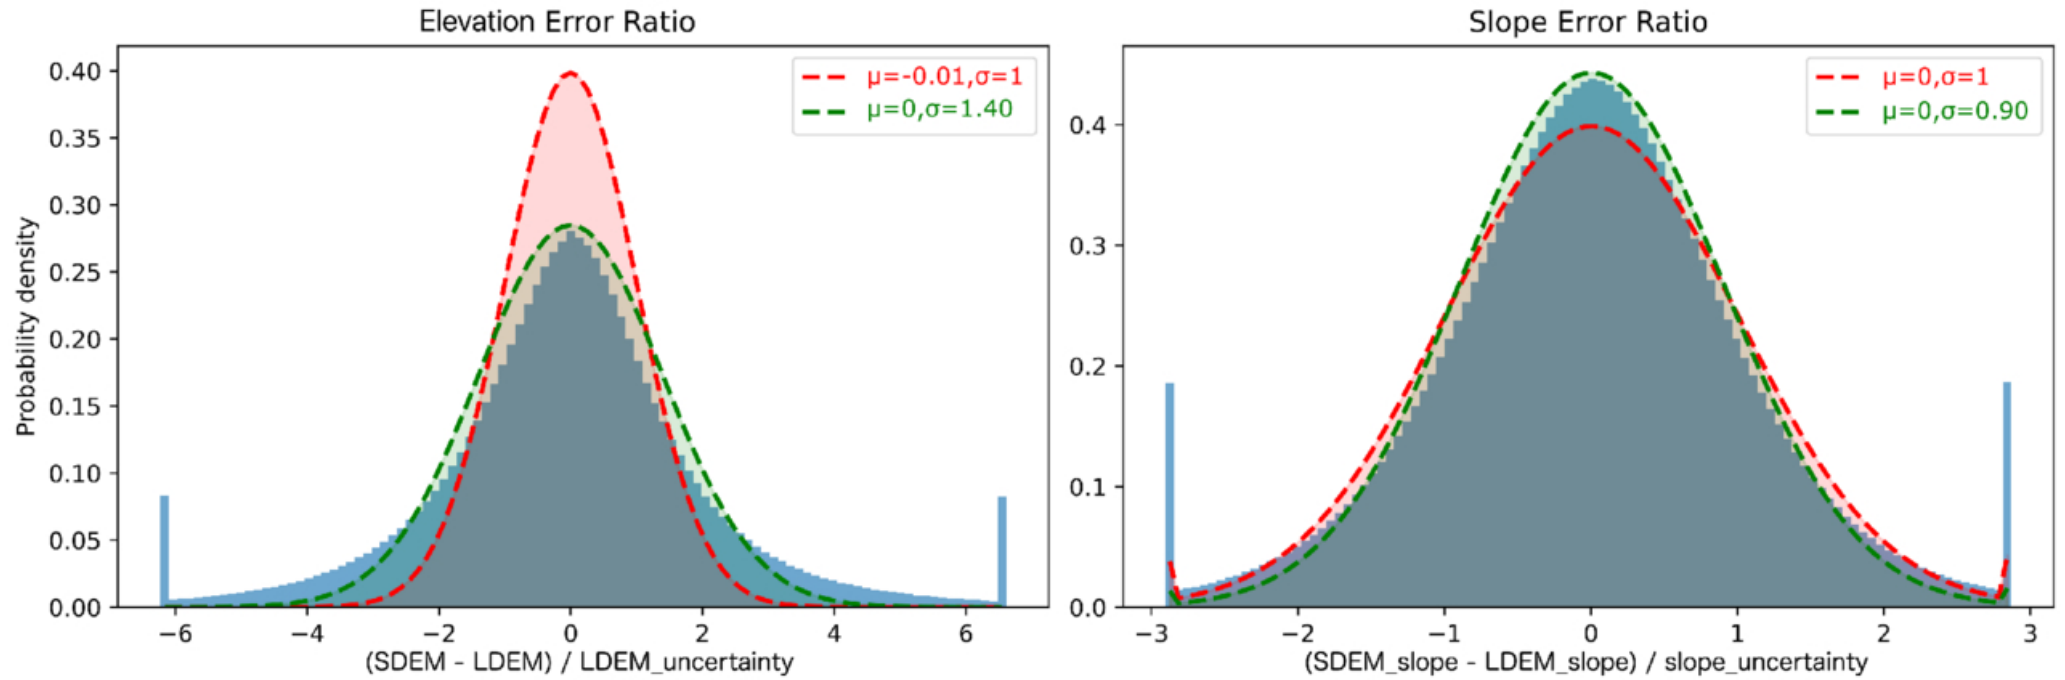 Elevation Error Ratio
μ=-0.01,σ=1
μ=0,σ=1.40
Probability density
0.40
0.35
0.30
0.25
0.20
0.15
0.10
0.05
0.00
−6 −4 −2 0 2 4 6
(SDEM - LDEM) / LDEM_uncertainty
Slope Error Ratio
μ=0,σ=1
μ=0,σ=0.90
0.4
0.3
0.2
0.1
0.0
−3 −2 −1 0 1 2 3
(SDEM_slope - LDEM_slope) / slope_uncertainty